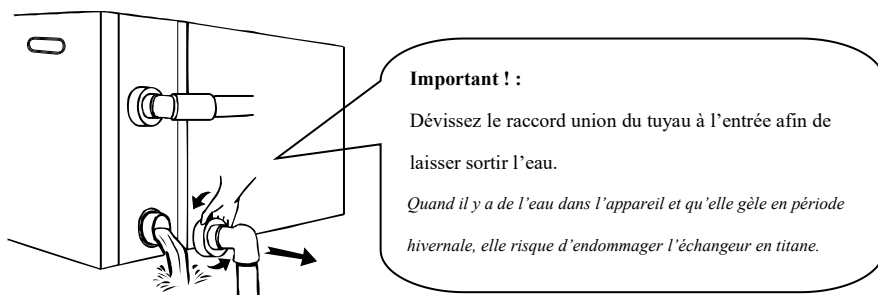 Important ! :
Dévissez le raccord union du tuyau à l’entrée afin de
laisser sortir l’eau.
Quand il y a de l’eau dans l’appareil et qu’elle gèle en période
hivernale, elle risque d’endommager l’échangeur en titane.